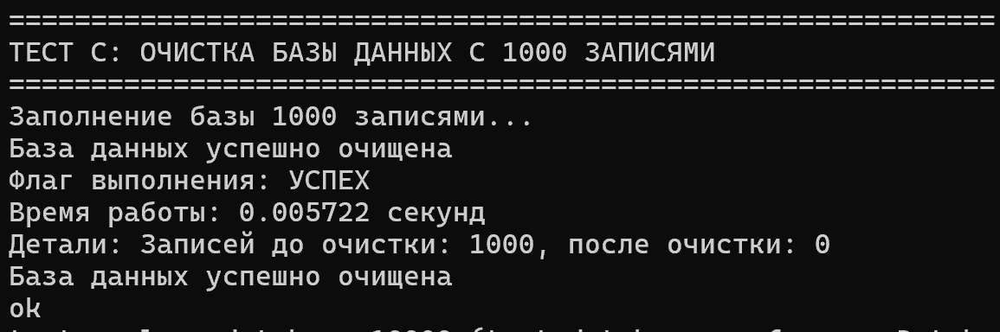 ============================================================
ТЕСТ С: ОЧИСТКА БАЗЫ ДАННЫХ С 1000 ЗАПИСЯМИ
============================================================
Заполнение базы 1000 записями...
База данных успешно очищена
Флаг выполнения: УСПЕХ
Время работы: 0.005722 секунд
Детали: Записей до очистки: 1000, после очистки: 0
База данных успешно очищена
ok